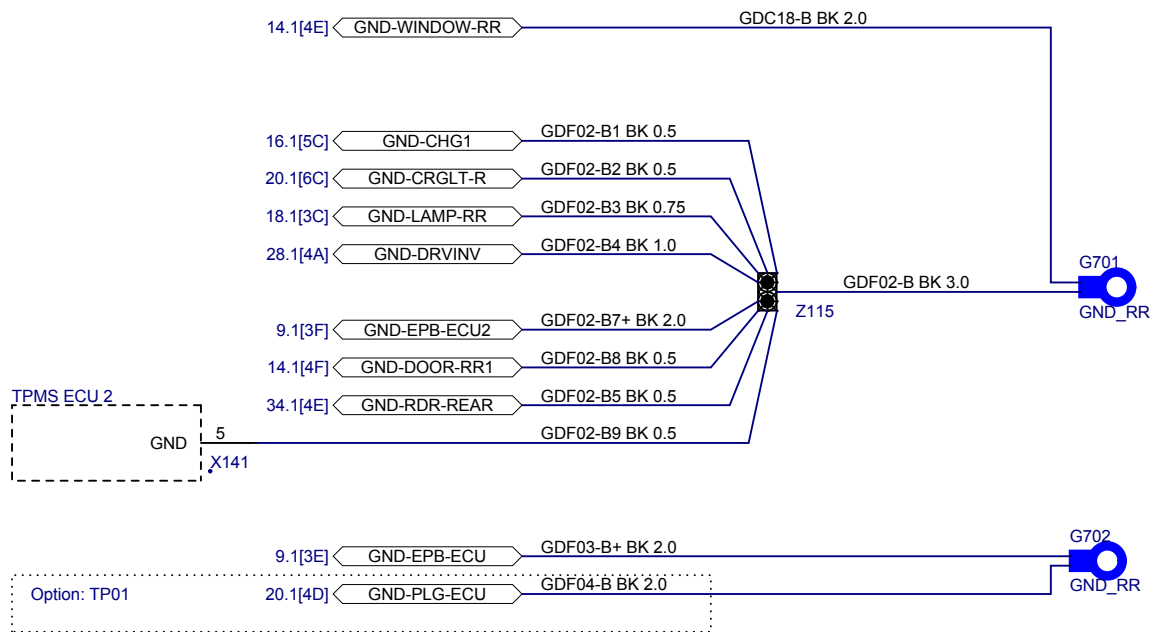 14.1[4E] GND-WINDOW-RR GDC18-B BK 2.0
16.1[5C] GND-CHG1 GDF02-B1 BK 0.5
20.1[6C] GND-CRGLT-R GDF02-B2 BK 0.5
18.1[3C] GND-LAMP-RR GDF02-B3 BK 0.75
28.1[4A] GND-DRVINV GDF02-B4 BK 1.0
G701
GDF02-B BK 3.0
Z115
GND_RR
9.1[3F] GND-EPB-ECU2 GDF02-B7+ BK 2.0
14.1[4F] GND-DOOR-RR1 GDF02-B8 BK 0.5
34.1[4E] GND-RDR-REAR GDF02-B5 BK 0.5
TPMS ECU 2
GND 5 GDF02-B9 BK 0.5
X141
9.1[3E] GND-EPB-ECU GDF03-B+ BK 2.0
G702
GND_RR
Option: TP01 20.1[4D] GND-PLG-ECU GDF04-B BK 2.0